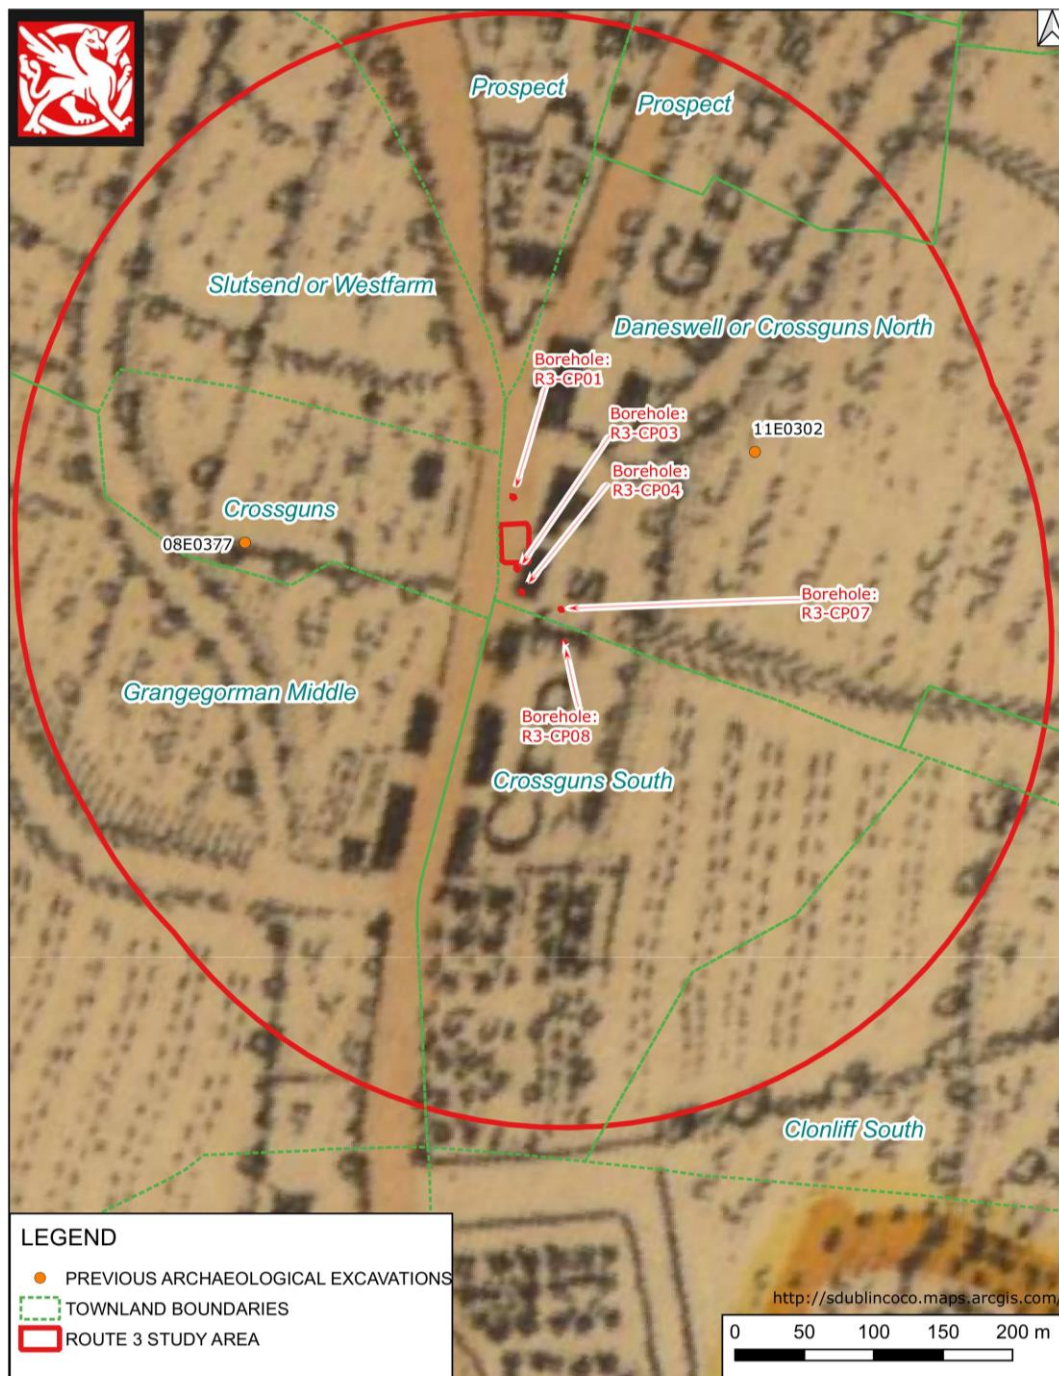 Prospect
Prospect
Slutsend or Westfarm
Daneswell or Crossguns North
Borehole:
R3-CP01
Borehole:
R3-CP03
11E0302
Borehole:
R3-CP04
Crossguns
08E0377
Borehole:
R3-CP07
Grangegorman Middle
Borehole:
R3-CP08
Crossguns South
Clonliff South
LEGEND
PREVIOUS ARCHAEOLOGICAL EXCAVATIONS
TOWNLAND BOUNDARIES
ROUTE 3 STUDY AREA
http://sdublincoco.maps.arcgis.com/
0 50 100 150 200 m